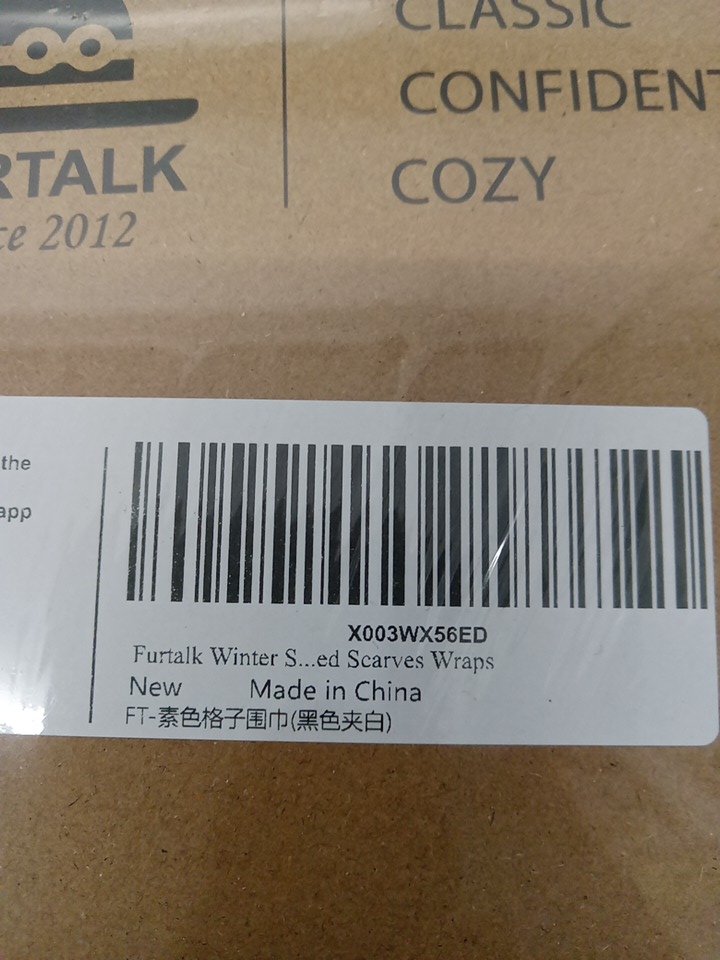 CLASSIC
CONFIDENT
COZY
RTALK
ce 2012
the
app
X003WX56ED
Furtalk Winter S...ed Scarves Wraps
New Made in China
FT-素色格子围巾(黑色夹白)